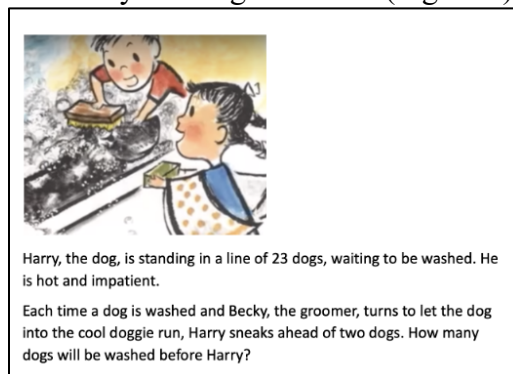 Harry, the dog, is standing in a line of 23 dogs, waiting to be washed. He
is hot and impatient.
Each time a dog is washed and Becky, the groomer, turns to let the dog
into the cool doggie run, Harry sneaks ahead of two dogs. How many
dogs will be washed before Harry?